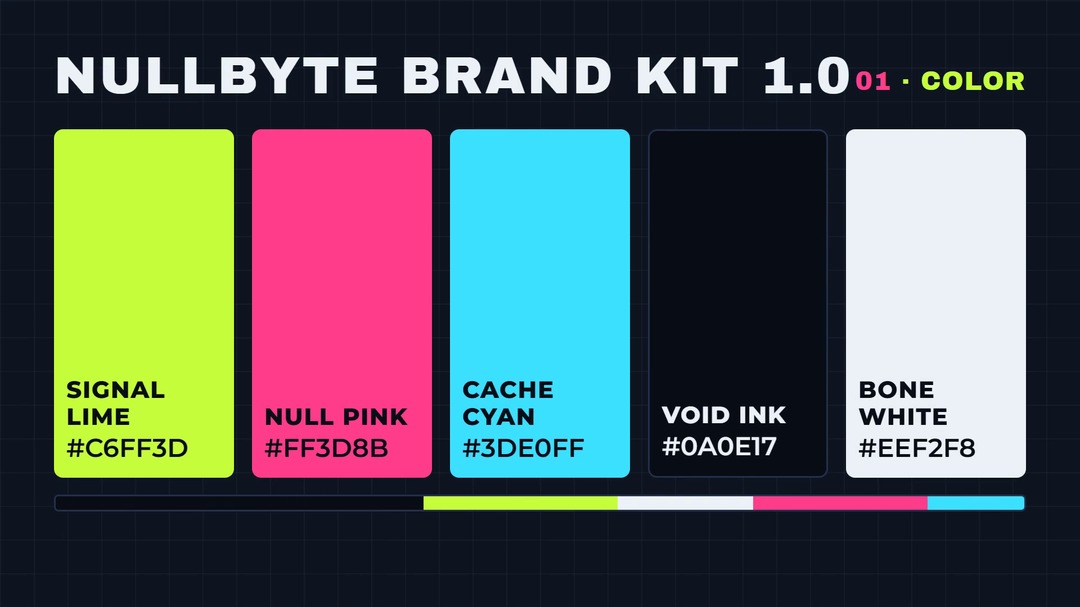 NULLBYTE BRAND KIT 1.0
01 · COLOR
SIGNAL
LIME
#C6FF3D
NULL PINK
#FF3D8B
CACHE
CYAN
#3DE0FF
VOID INK
#0A0E17
BONE
WHITE
#EEF2F8